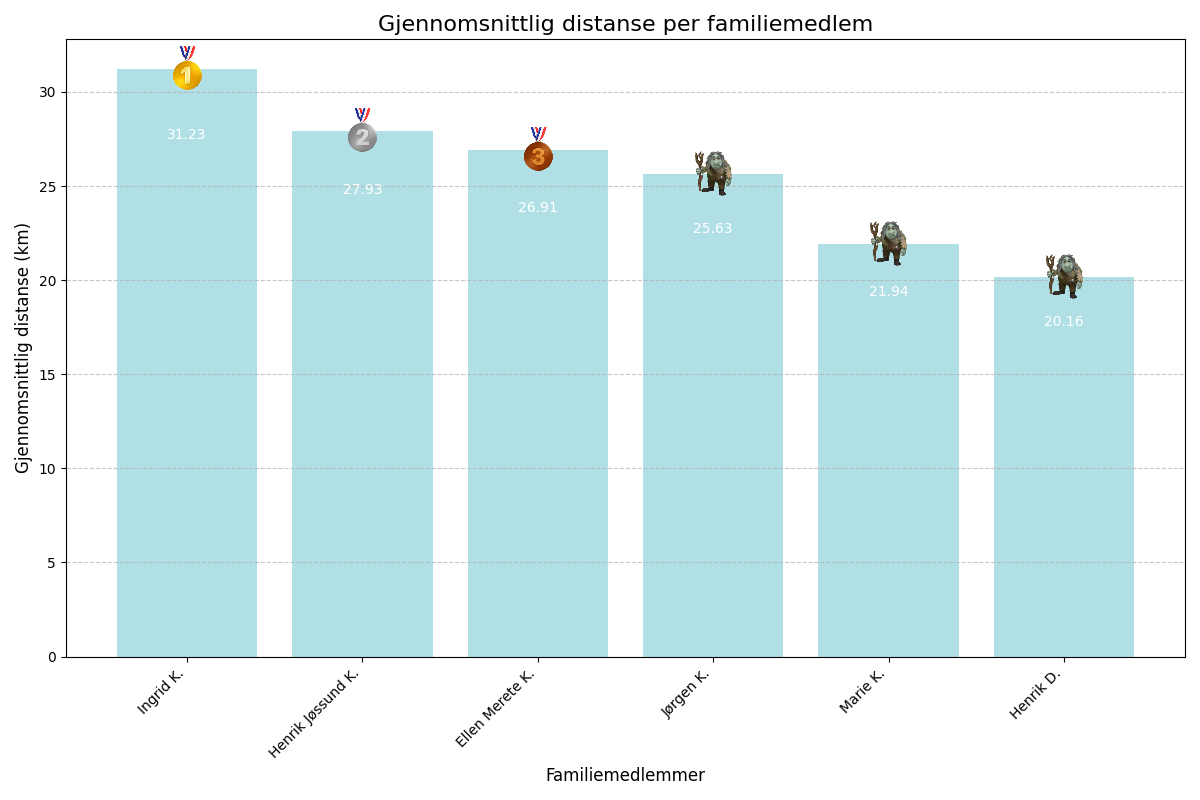 Gjennomsnittlig distanse per familiemedlem
Gjennomsnittlig distanse (km)
30
25
20
15
10
5
0
1
2
3
31.23
27.93
26.91
25.63
21.94
20.16
Ingrid K.
Henrik Jøssund K.
Ellen Merete K.
Jørgen K.
Marie K.
Henrik D.
Familiemedlemmer